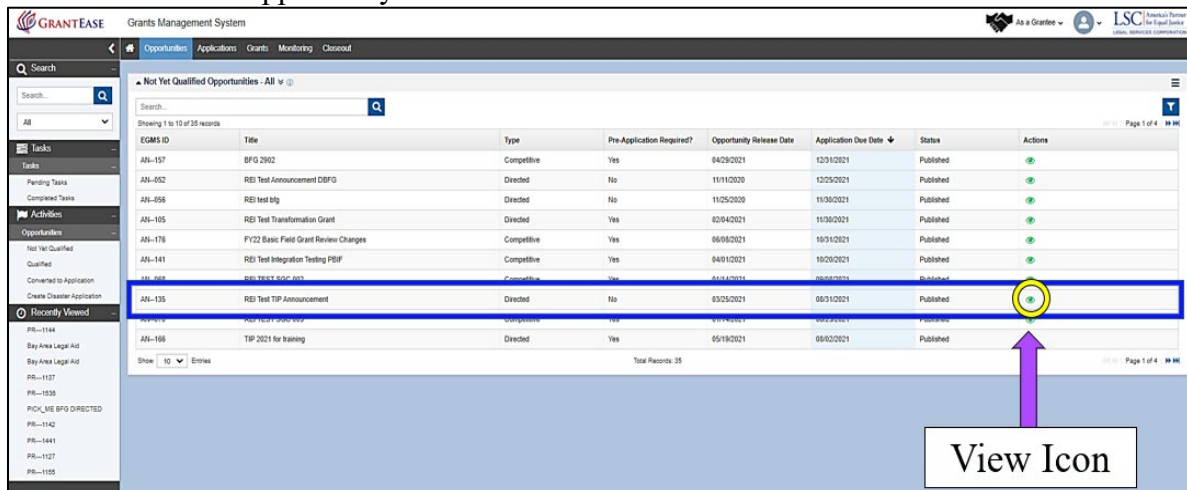 GRANTEASE Grants Management System As a Grantee LSC America's Partner for Equal Justice LEGAL SERVICES CORPORATION
Opportunities Applications Grants Monitoring Closeout
Search
Search...
All
Tasks
Tasks
Pending Tasks
Completed Tasks
Activities
Opportunities
Not Yet Qualified
Qualified
Converted to Application
Create Disaster Application
Recently Viewed
PR—1144
Bay Area Legal Aid
Bay Area Legal Aid
PR—1137
PR—1536
PICK_ME BFG DIRECTED
PR—1142
PR—1441
PR—1127
PR—1155
Not Yet Qualified Opportunities - All
Search...
Showing 1 to 10 of 35 records Page 1 of 4
EGMS ID Title Type Pre-Application Required? Opportunity Release Date Application Due Date Status Actions
AN--157 BFG 2902 Competitive Yes 04/29/2021 12/31/2021 Published
AN--052 REI Test Announcement DBFG Directed No 11/11/2020 12/25/2021 Published
AN--056 REI test bfg Directed No 11/25/2020 11/30/2021 Published
AN--105 REI Test Transformation Grant Directed Yes 02/04/2021 11/30/2021 Published
AN--176 FY22 Basic Field Grant Review Changes Competitive Yes 06/08/2021 10/31/2021 Published
AN--141 REI Test Integration Testing PBIF Competitive Yes 04/01/2021 10/20/2021 Published
REI TEST SGC 002 Competitive Yes Published
AN--135 REI Test TIP Announcement Directed No 03/25/2021 08/31/2021 Published
AN--166 TIP 2021 for training Directed Yes 05/19/2021 08/02/2021 Published
Show 10 Entries Total Records: 35 Page 1 of 4
View Icon